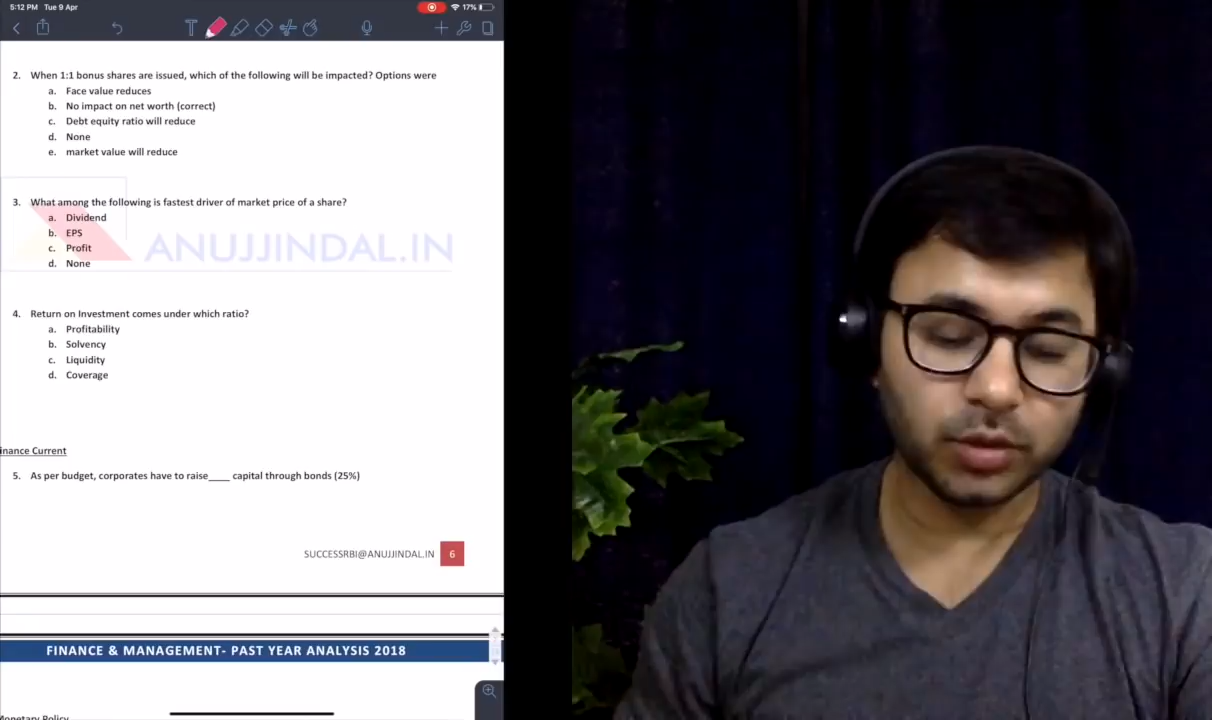 5:12 PM Tue 9 Apr
17%
2. When 1:1 bonus shares are issued, which of the following will be impacted? Options were
a. Face value reduces
b. No impact on net worth (correct)
c. Debt equity ratio will reduce
d. None
e. market value will reduce
3. What among the following is fastest driver of market price of a share?
a. Dividend
b. EPS
c. Profit
d. None
ANUJJINDAL.IN
4. Return on Investment comes under which ratio?
a. Profitability
b. Solvency
c. Liquidity
d. Coverage
inance Current
5. As per budget, corporates have to raise____ capital through bonds (25%)
SUCCESSRBI@ANUJJINDAL.IN 6
FINANCE & MANAGEMENT- PAST YEAR ANALYSIS 2018
Monetary Policy